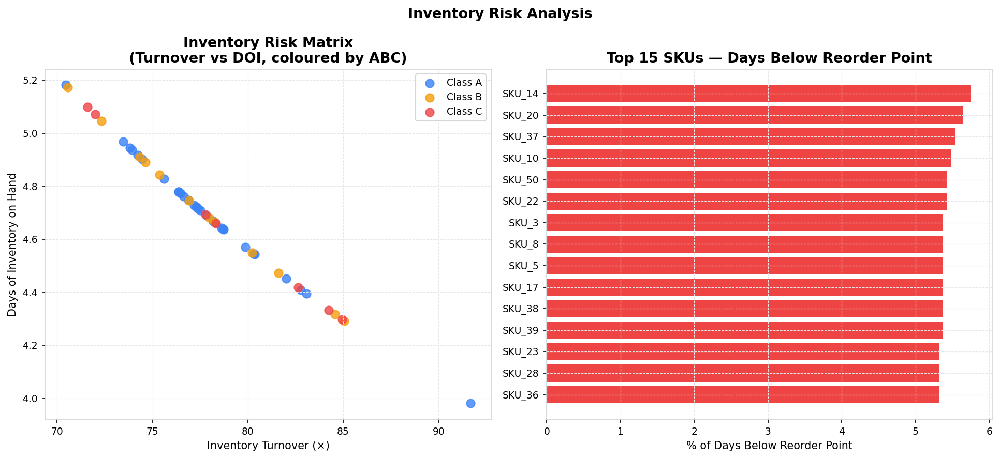 Inventory Risk Analysis
Inventory Risk Matrix
(Turnover vs DOI, coloured by ABC)
Class A
Class B
Class C
5.2
5.0
4.8
4.6
4.4
4.2
4.0
Days of Inventory on Hand
70
75
80
85
90
Inventory Turnover (×)
Top 15 SKUs — Days Below Reorder Point
SKU_14
SKU_20
SKU_37
SKU_10
SKU_50
SKU_22
SKU_3
SKU_8
SKU_5
SKU_17
SKU_38
SKU_39
SKU_23
SKU_28
SKU_36
0
1
2
3
4
5
6
% of Days Below Reorder Point